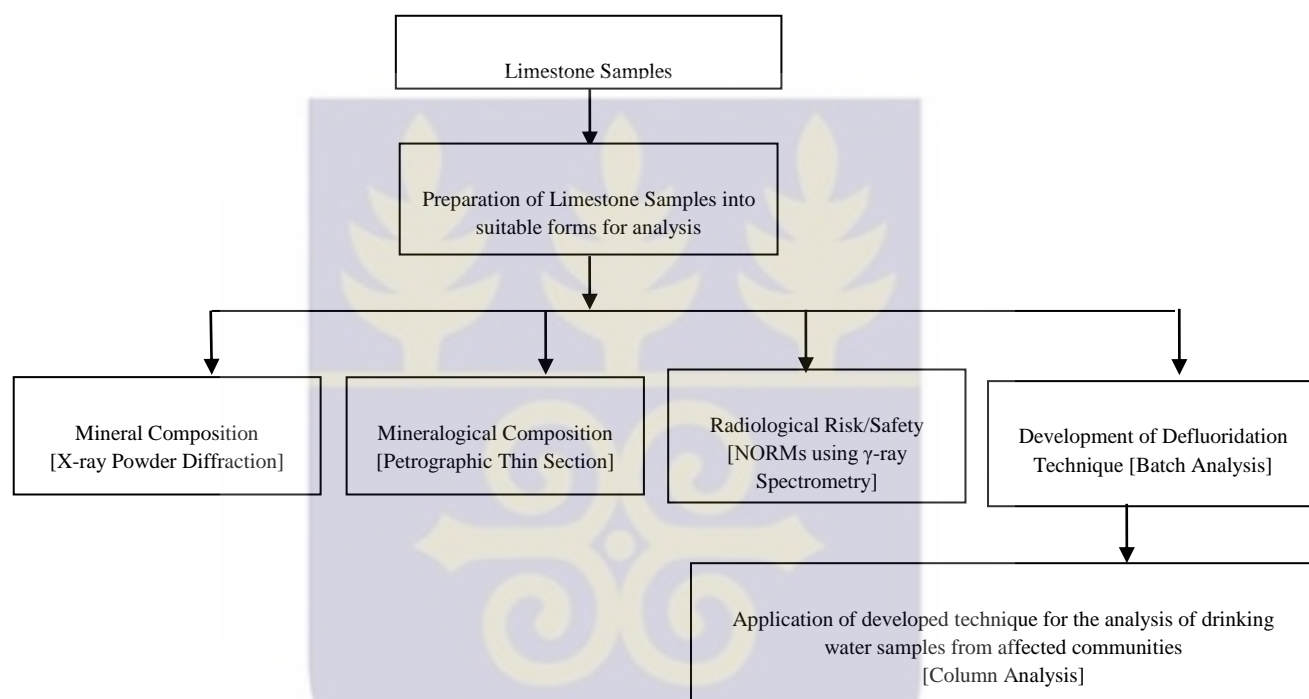 Limestone Samples
Preparation of Limestone Samples into
suitable forms for analysis
Mineral Composition
[X-ray Powder Diffraction]
Mineralogical Composition
[Petrographic Thin Section]
Radiological Risk/Safety
[NORMs using γ-ray
Spectrometry]
Development of Defluoridation
Technique [Batch Analysis]
Application of developed technique for the analysis of drinking
water samples from affected communities
[Column Analysis]